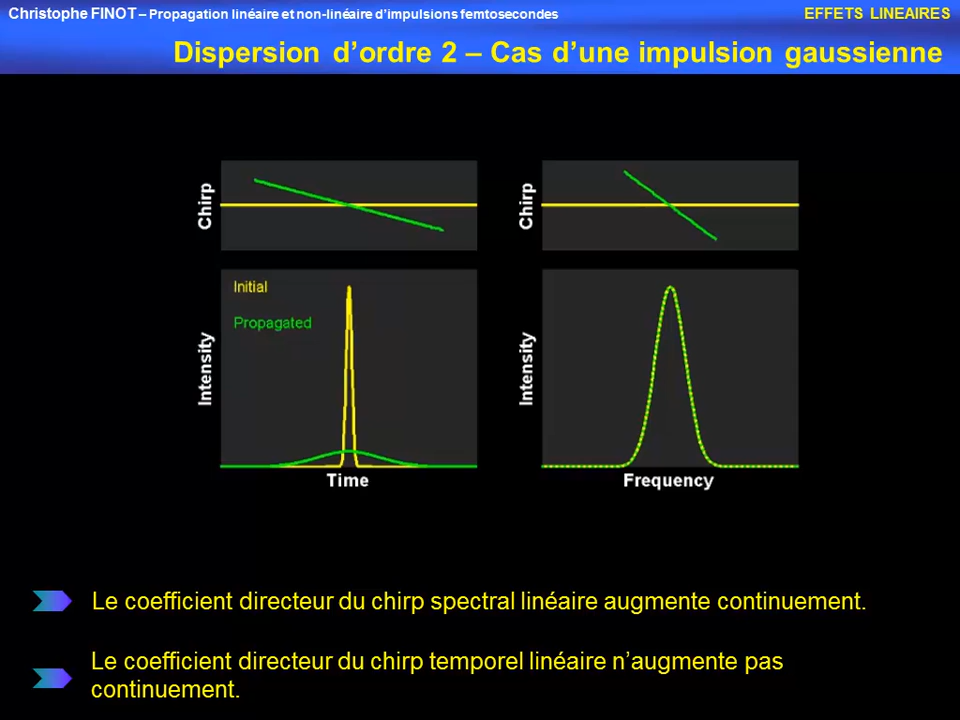 Christophe FINOT – Propagation linéaire et non-linéaire d'impulsions femtosecondes
EFFETS LINEAIRES
Dispersion d'ordre 2 – Cas d'une impulsion gaussienne
Chirp
Chirp
Initial
Propagated
Intensity
Intensity
Time
Frequency
Le coefficient directeur du chirp spectral linéaire augmente continuement.
Le coefficient directeur du chirp temporel linéaire n'augmente pas
continuement.